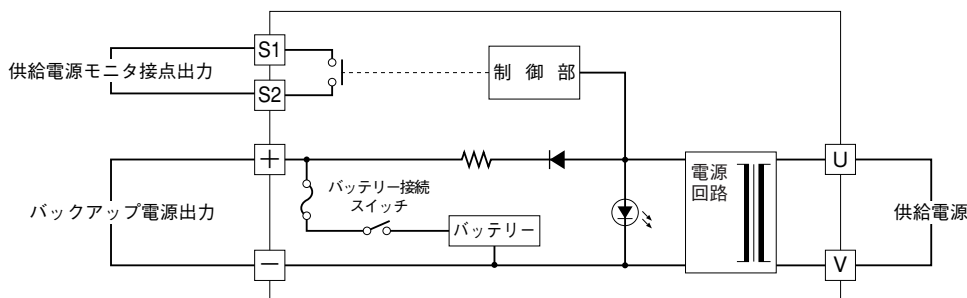 S1
供給電源モニタ接点出力
S2
制御部
+
バックアップ電源出力
−
バッテリー接続
スイッチ
バッテリー
電源
回路
U
供給電源
V